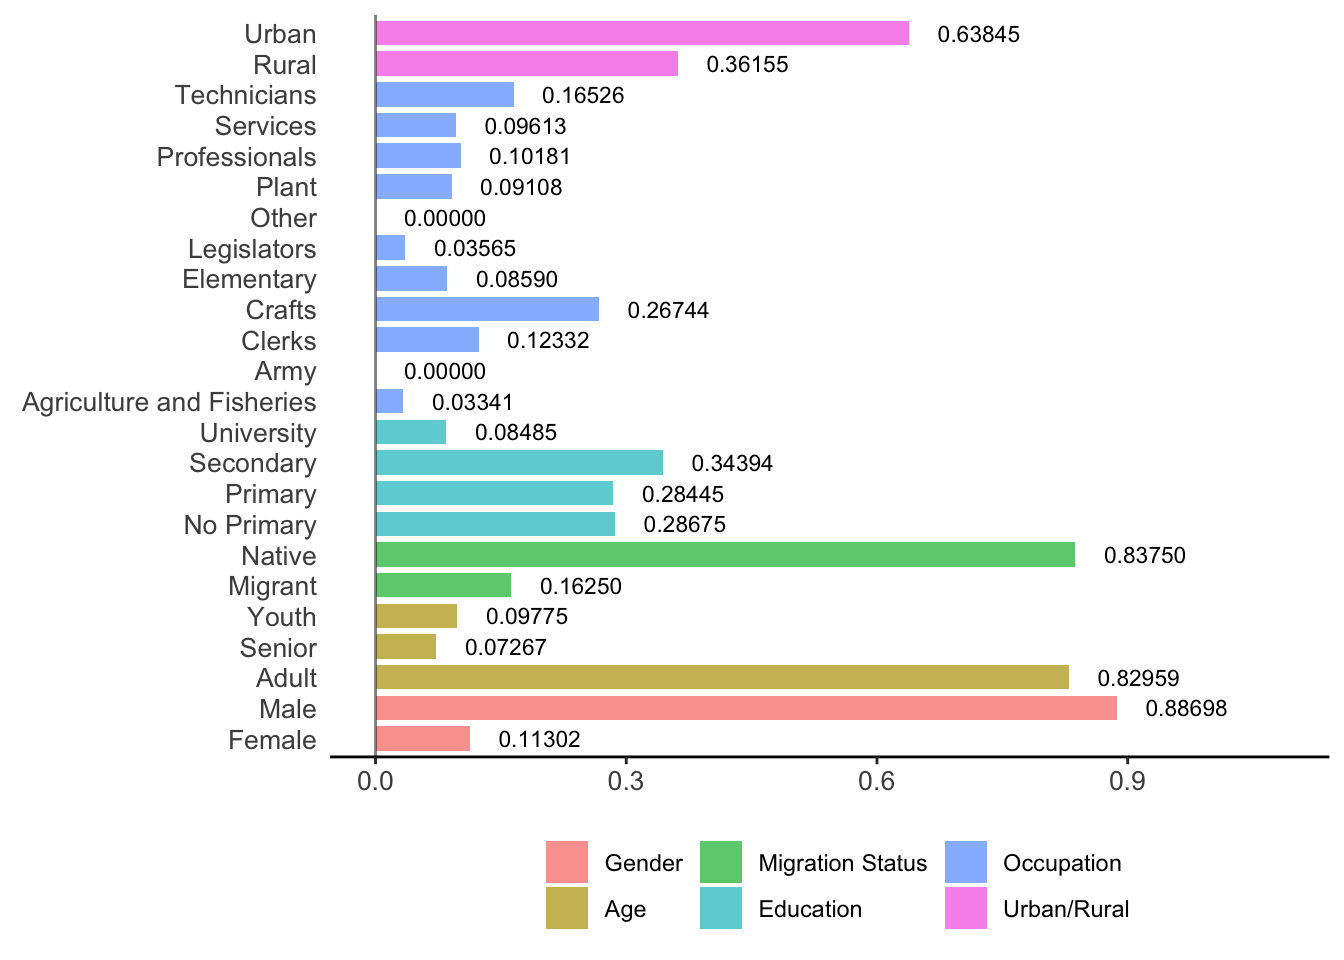 Urban 0.63845
Rural 0.36155
Technicians 0.16526
Services 0.09613
Professionals 0.10181
Plant 0.09108
Other 0.00000
Legislators 0.03565
Elementary 0.08590
Crafts 0.26744
Clerks 0.12332
Army 0.00000
Agriculture and Fisheries 0.03341
University 0.08485
Secondary 0.34394
Primary 0.28445
No Primary 0.28675
Native 0.83750
Migrant 0.16250
Youth 0.09775
Senior 0.07267
Adult 0.82959
Male 0.88698
Female 0.11302
0.0 0.3 0.6 0.9
Gender Migration Status Occupation
Age Education Urban/Rural